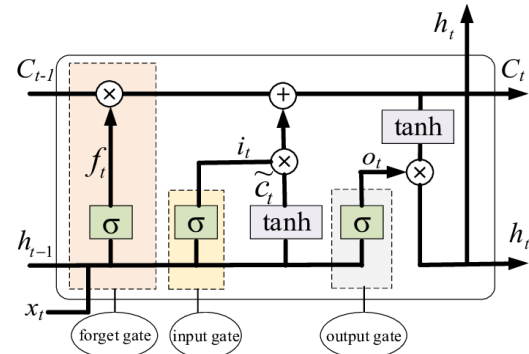 h_t
C_{t-1} × + C_t
tanh
f_t i_t × o_t ×
c̃_t
σ σ tanh σ
h_{t-1} h_t
x_t
forget gate input gate output gate